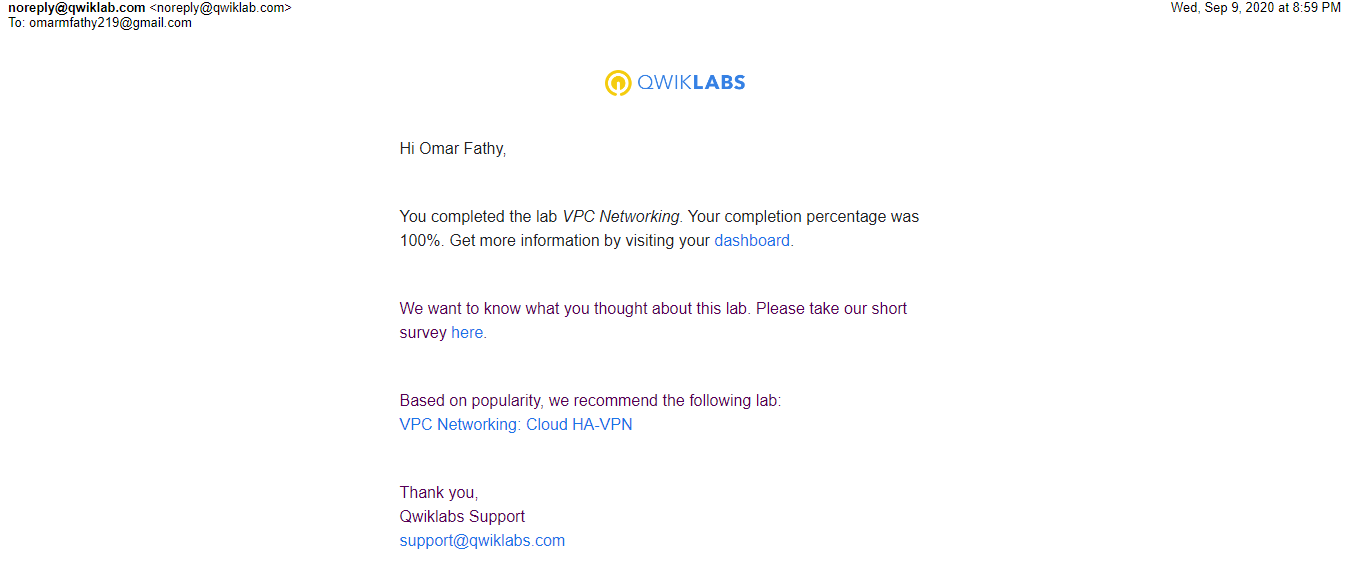 noreply@qwiklab.com <noreply@qwiklab.com>
Wed, Sep 9, 2020 at 8:59 PM
To: omarmfathy219@gmail.com
QWIKLABS
Hi Omar Fathy,
You completed the lab VPC Networking. Your completion percentage was
100%. Get more information by visiting your dashboard.
We want to know what you thought about this lab. Please take our short
survey here.
Based on popularity, we recommend the following lab:
VPC Networking: Cloud HA-VPN
Thank you,
Qwiklabs Support
support@qwiklabs.com